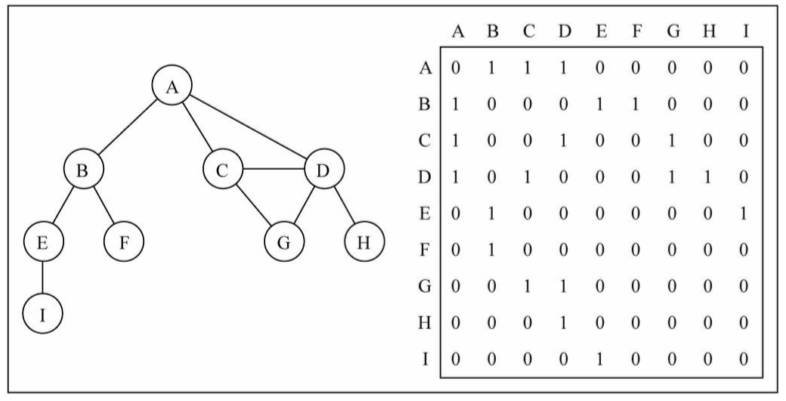 A
B
C
D
E
F
G
H
I
A B C D E F G H I
A 0 1 1 1 0 0 0 0 0
B 1 0 0 0 1 1 0 0 0
C 1 0 0 1 0 0 1 0 0
D 1 0 1 0 0 0 1 1 0
E 0 1 0 0 0 0 0 0 1
F 0 1 0 0 0 0 0 0 0
G 0 0 1 1 0 0 0 0 0
H 0 0 0 1 0 0 0 0 0
I 0 0 0 0 1 0 0 0 0